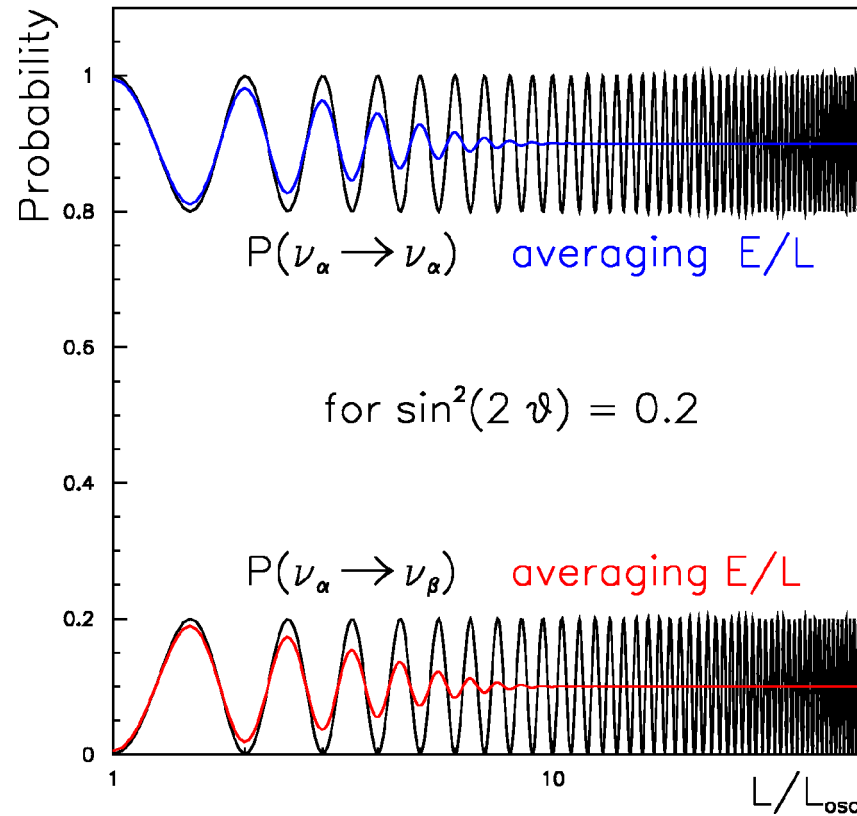 Probability
1
0.8
0.6
0.4
0.2
0
P(ν_α → ν_α) averaging E/L
for sin²(2 ϑ) = 0.2
P(ν_α → ν_β) averaging E/L
1
10
L/L_osc